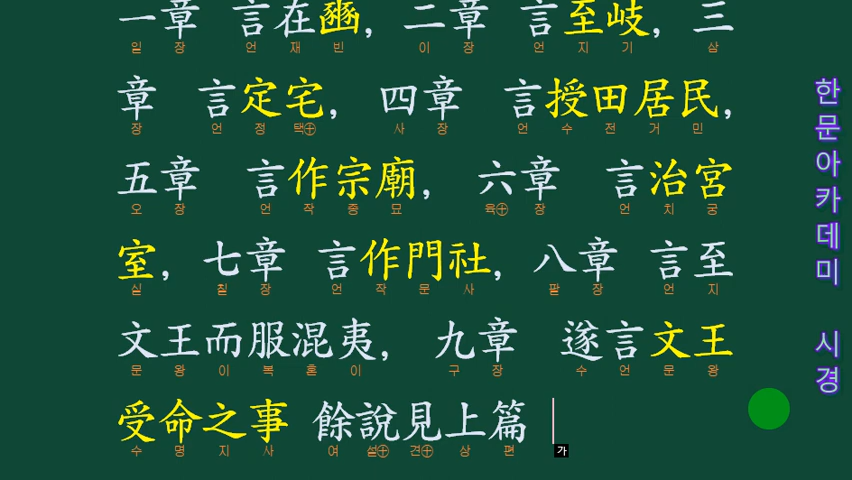 一章 言在豳, 二章 言至岐, 三
일 장 언 재 빈 이 장 언 지 기 삼
章 言定宅, 四章 言授田居民,
장 언 정 택㊉ 사 장 언 수 전 거 민
五章 言作宗廟, 六章 言治宮
오 장 언 작 종 묘 육㊉ 장 언 치 궁
室, 七章 言作門社, 八章 言至
실 칠 장 언 작 문 사 팔 장 언 지
文王而服混夷, 九章 遂言文王
문 왕 이 복 혼 이 구 장 수 언 문 왕
受命之事 餘說見上篇
수 명 지 사 여 설㊉ 견㊉ 상 편
가
한문아카데미 시경